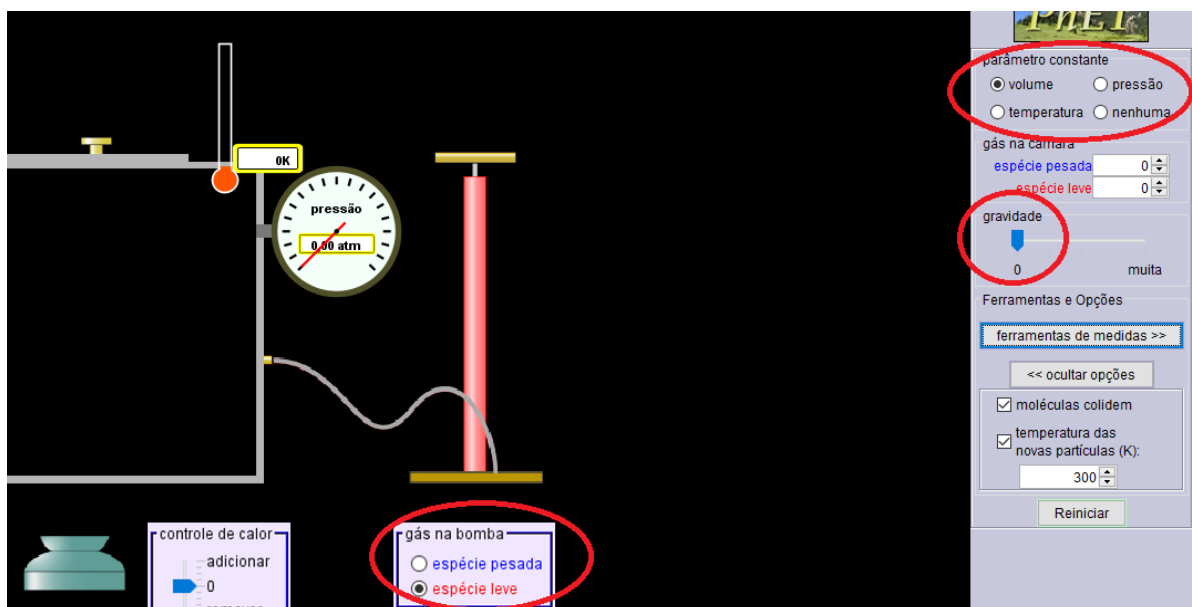 PhET
parâmetro constante
volume
pressão
temperatura
nenhuma
gás na câmara
espécie pesada
0
espécie leve
0
gravidade
0
muita
Ferramentas e Opções
ferramentas de medidas >>
<< ocultar opções
moléculas colidem
temperatura das
novas partículas (K):
300
Reiniciar
0K
pressão
0,00 atm
controle de calor
adicionar
0
remover
gás na bomba
espécie pesada
espécie leve